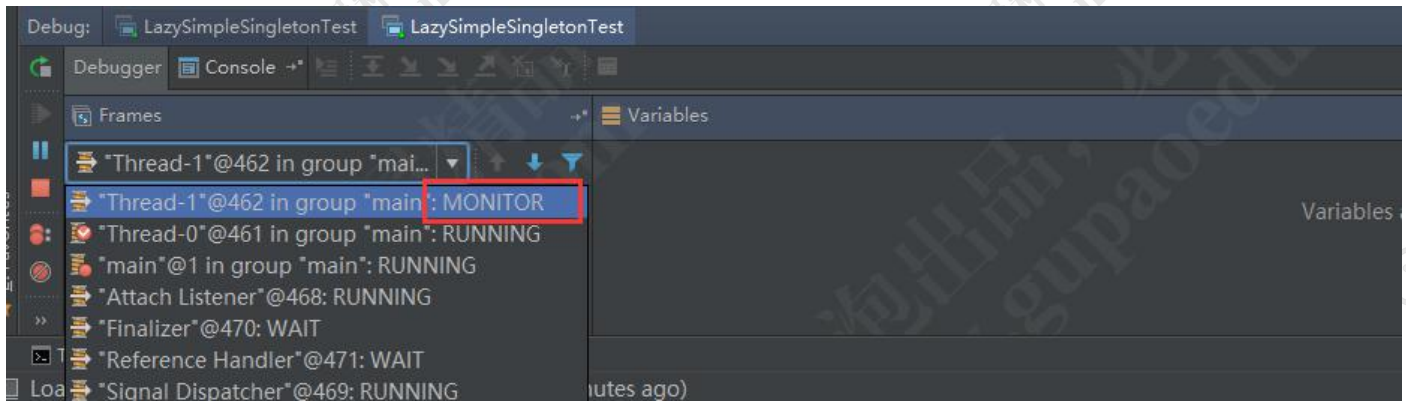 Debug: LazySimpleSingletonTest LazySimpleSingletonTest
Debugger Console
Frames Variables
"Thread-1"@462 in group "mai...
"Thread-1"@462 in group "main": MONITOR
Variables
"Thread-0"@461 in group "main": RUNNING
"main"@1 in group "main": RUNNING
"Attach Listener"@468: RUNNING
"Finalizer"@470: WAIT
"Reference Handler"@471: WAIT
Loa "Signal Dispatcher"@469: RUNNING utes ago)
gupaoedu